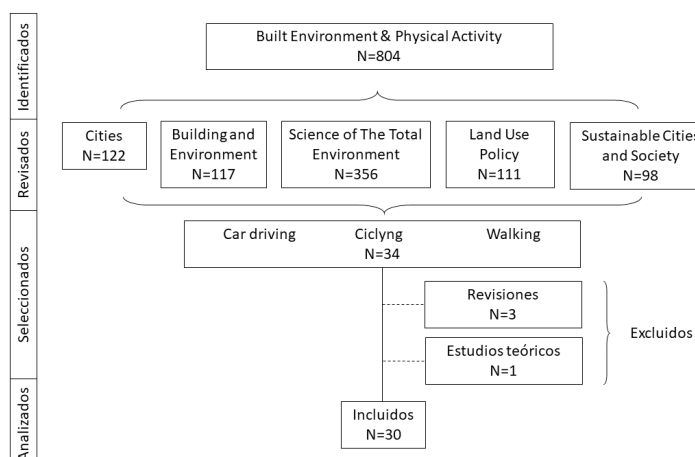 Identificados
Built Environment & Physical Activity
N=804
Revisados
Cities
N=122
Building and
Environment
N=117
Science of The Total
Environment
N=356
Land Use
Policy
N=111
Sustainable Cities
and Society
N=98
Seleccionados
Car driving Ciclyng Walking
N=34
Revisiones
N=3
Estudios teóricos
N=1
Excluidos
Analizados
Incluidos
N=30